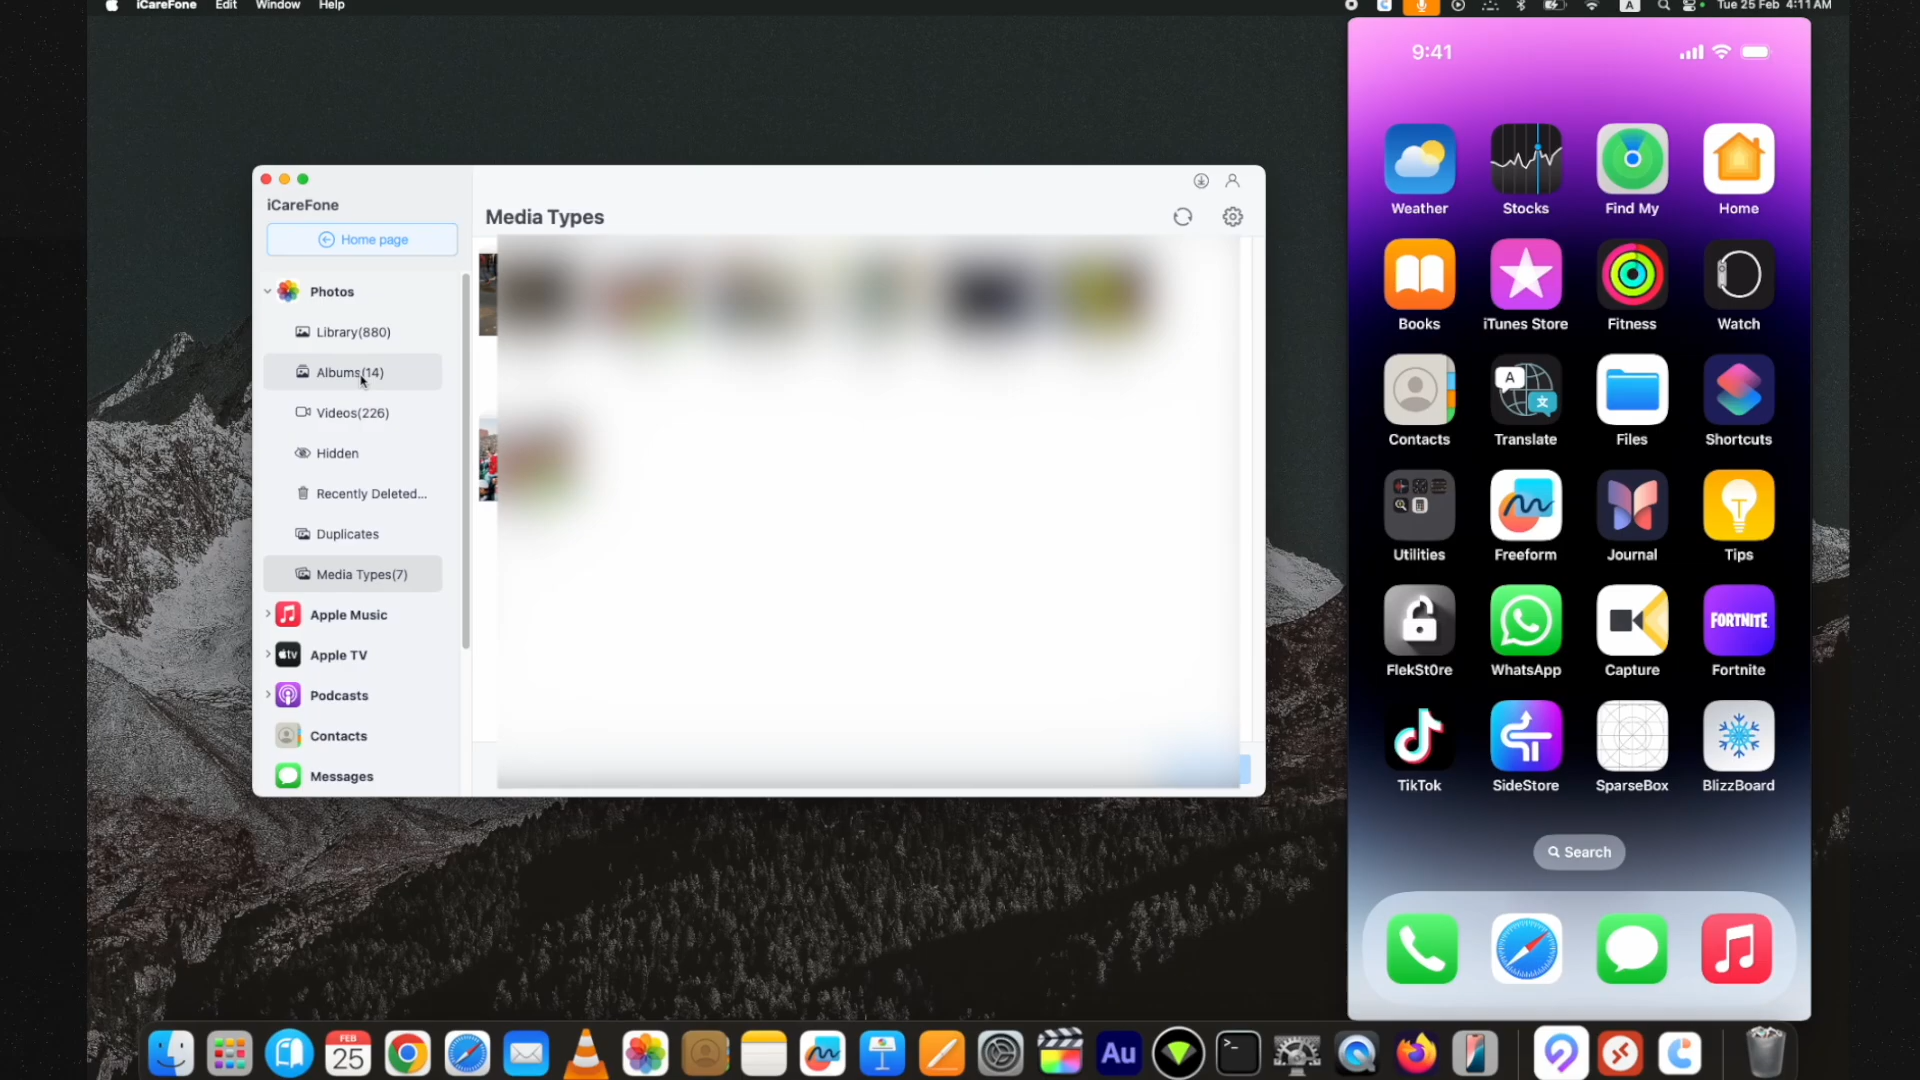 iCareFone Edit Window Help
A Tue 25 Feb 4:11 AM
9:41
iCareFone
Media Types
Home page
Photos
Library(880)
Albums(14)
Videos(226)
Hidden
Recently Deleted...
Duplicates
Media Types(7)
Apple Music
tv Apple TV
Podcasts
Contacts
Messages
Weather Stocks Find My Home
Books iTunes Store Fitness Watch
A 文
Contacts Translate Files Shortcuts
Utilities Freeform Journal Tips
FORTNITE
FlekSt0re WhatsApp Capture Fortnite
TikTok SideStore SparseBox BlizzBoard
Search
FEB
25
Au
>_